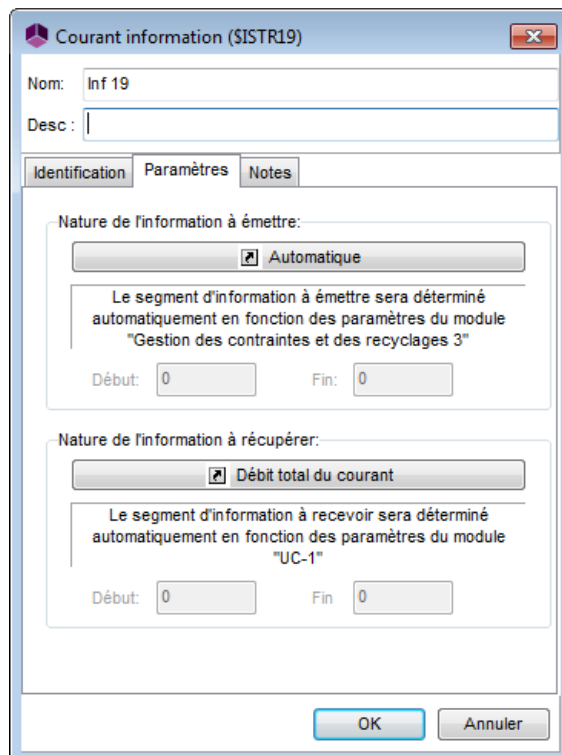 Courant information ($ISTR19)
Nom: Inf 19
Desc :
Identification Paramètres Notes
Nature de l'information à émettre:
Automatique
Le segment d'information à émettre sera déterminé
automatiquement en fonction des paramètres du module
"Gestion des contraintes et des recyclages 3"
Début: 0 Fin: 0
Nature de l'information à récupérer:
Débit total du courant
Le segment d'information à recevoir sera déterminé
automatiquement en fonction des paramètres du module
"UC-1"
Début: 0 Fin 0
OK Annuler